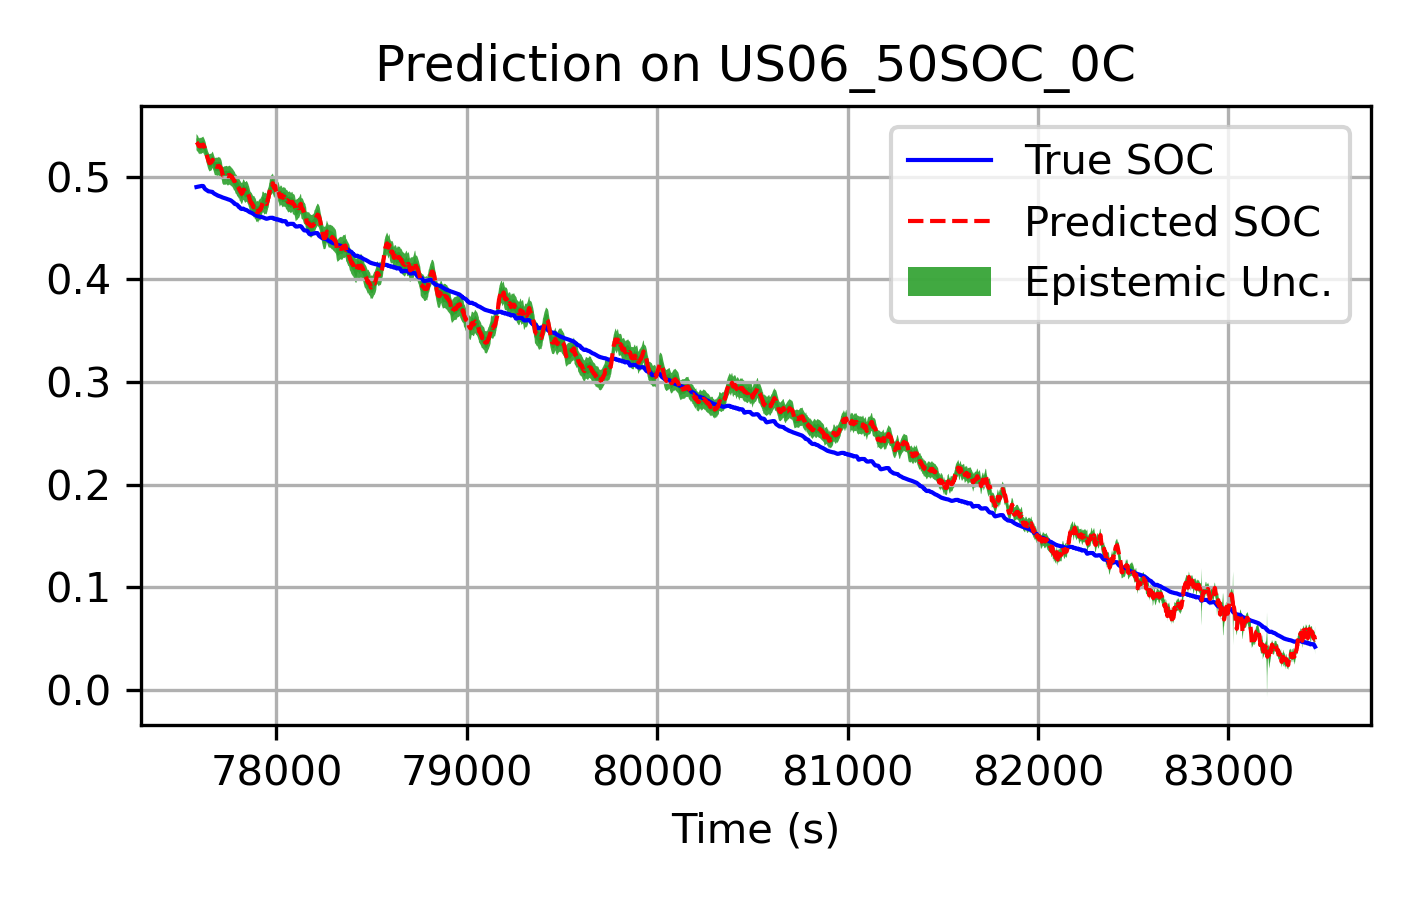 Prediction on US06_50SOC_0C
True SOC
Predicted SOC
Epistemic Unc.
0.5
0.4
0.3
0.2
0.1
0.0
78000 79000 80000 81000 82000 83000
Time (s)